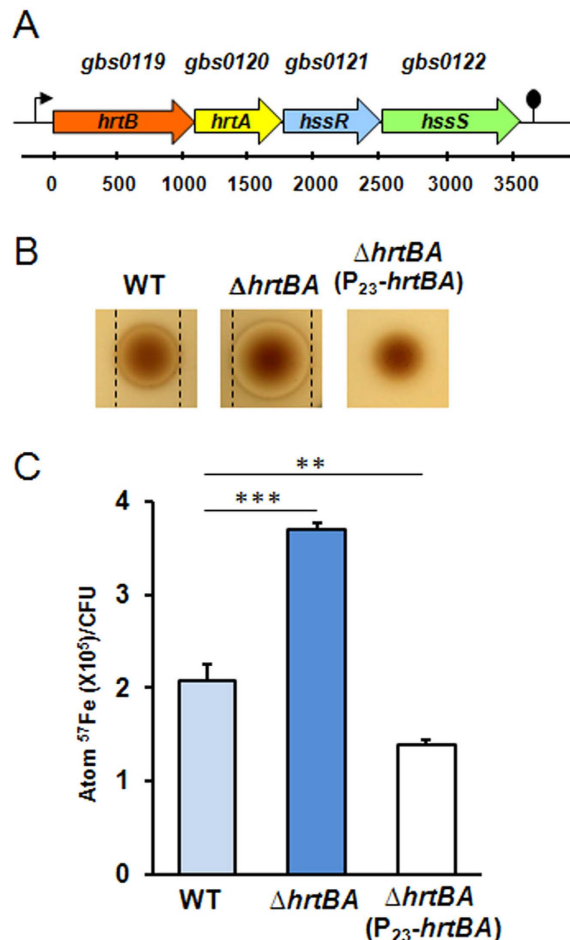 A
gbs0119 gbs0120 gbs0121 gbs0122
hrtB hrtA hssR hssS
0 500 1000 1500 2000 2500 3000 3500
B
WT ΔhrtBA ΔhrtBA
(P₂₃-hrtBA)
C
**
***
4
3
2
1
0
Atom ⁵⁷Fe (X10⁵)/CFU
WT ΔhrtBA ΔhrtBA
(P₂₃-hrtBA)